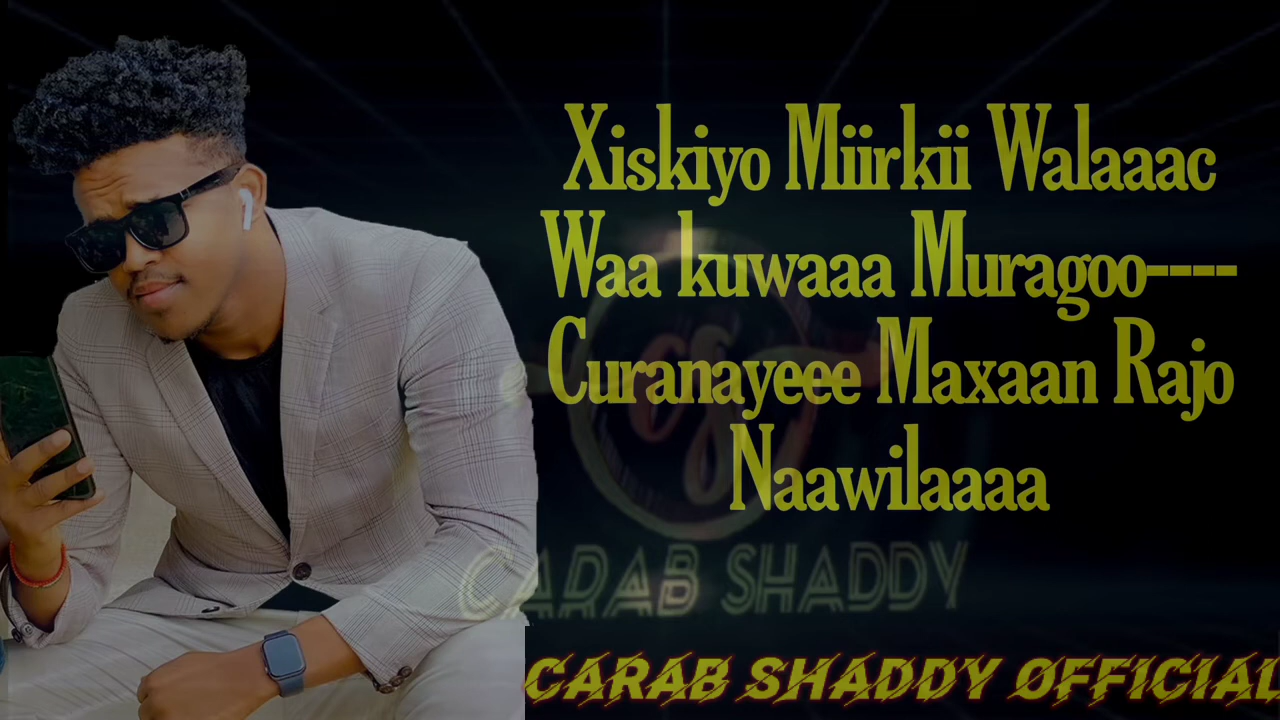 Xiskiyo Miirkii Walaaac
Waa kuwaaa Muragoo----
Curanayeee Maxaan Rajo
Naawilaaaa
CARAB SHADDY
CARAB SHADDY OFFICIAL